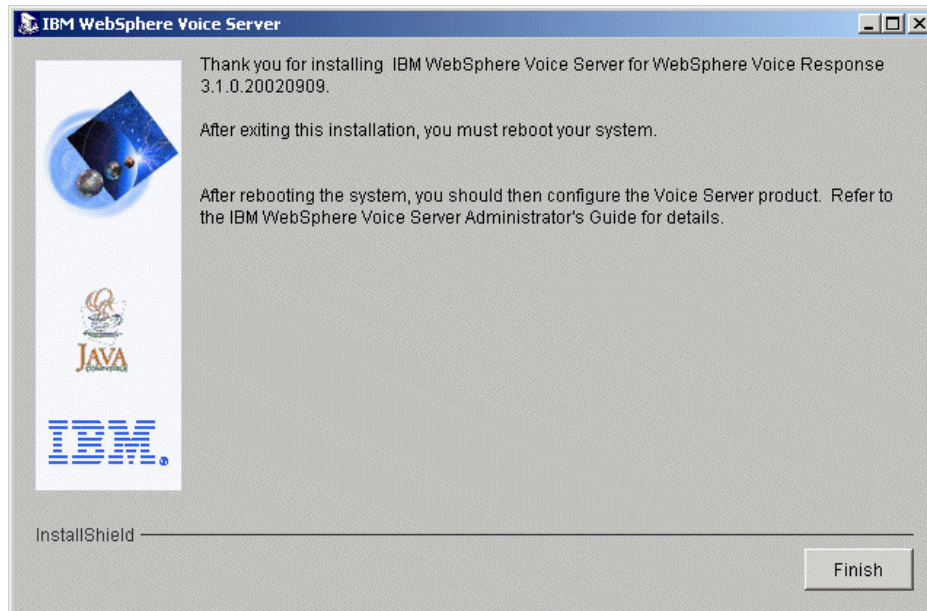 IBM WebSphere Voice Server
Thank you for installing IBM WebSphere Voice Server for WebSphere Voice Response
3.1.0.20020909.
After exiting this installation, you must reboot your system.
After rebooting the system, you should then configure the Voice Server product. Refer to
the IBM WebSphere Voice Server Administrator's Guide for details.
JAVA
COMPATIBLE
IBM.
InstallShield
Finish